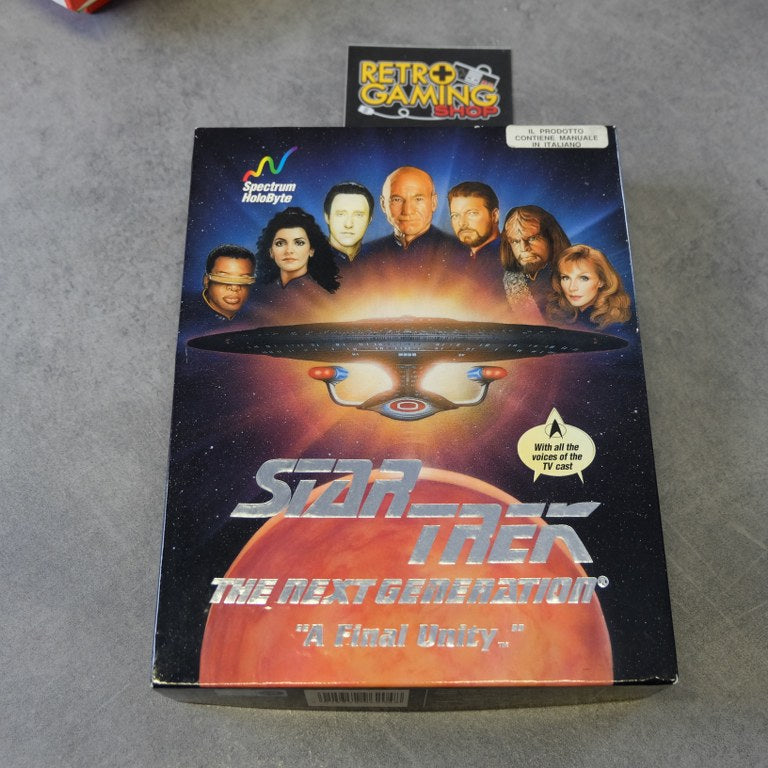 RETRO
GAMING
SHOP
IL PRODOTTO
CONTIENE MANUALE
IN ITALIANO
Spectrum
HoloByte
With all the
voices of the
TV cast
STAR
TREK
THE NEXT GENERATION®
"A Final Unity™"